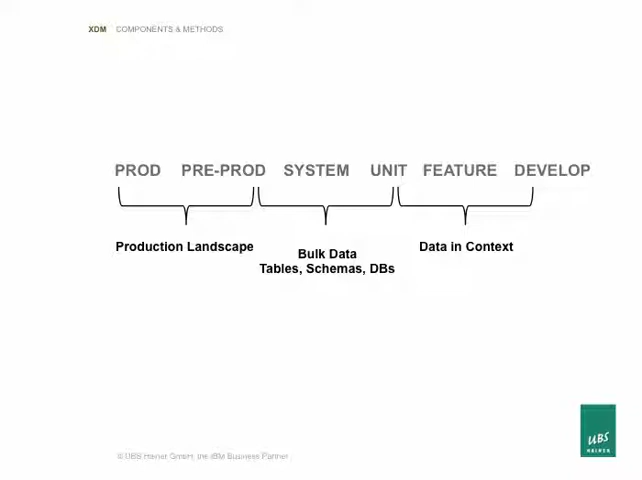 XDM COMPONENTS & METHODS
PROD PRE-PROD SYSTEM UNIT FEATURE DEVELOP
Production Landscape
Bulk Data
Tables, Schemas, DBs
Data in Context
UBS
HAINER
© UBS Hainer GmbH, the IBM Business Partner